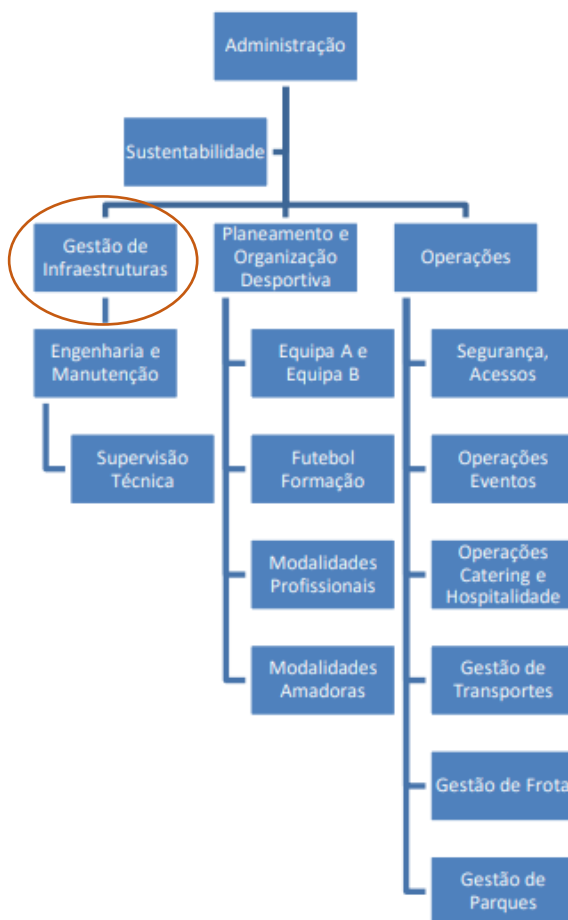 Administração
Sustentabilidade
Gestão de
Infraestruturas
Planeamento e
Organização
Desportiva
Operações
Engenharia e
Manutenção
Supervisão
Técnica
Equipa A e
Equipa B
Futebol
Formação
Modalidades
Profissionais
Modalidades
Amadoras
Segurança,
Acessos
Operações
Eventos
Operações
Catering e
Hospitalidade
Gestão de
Transportes
Gestão de Frota
Gestão de
Parques